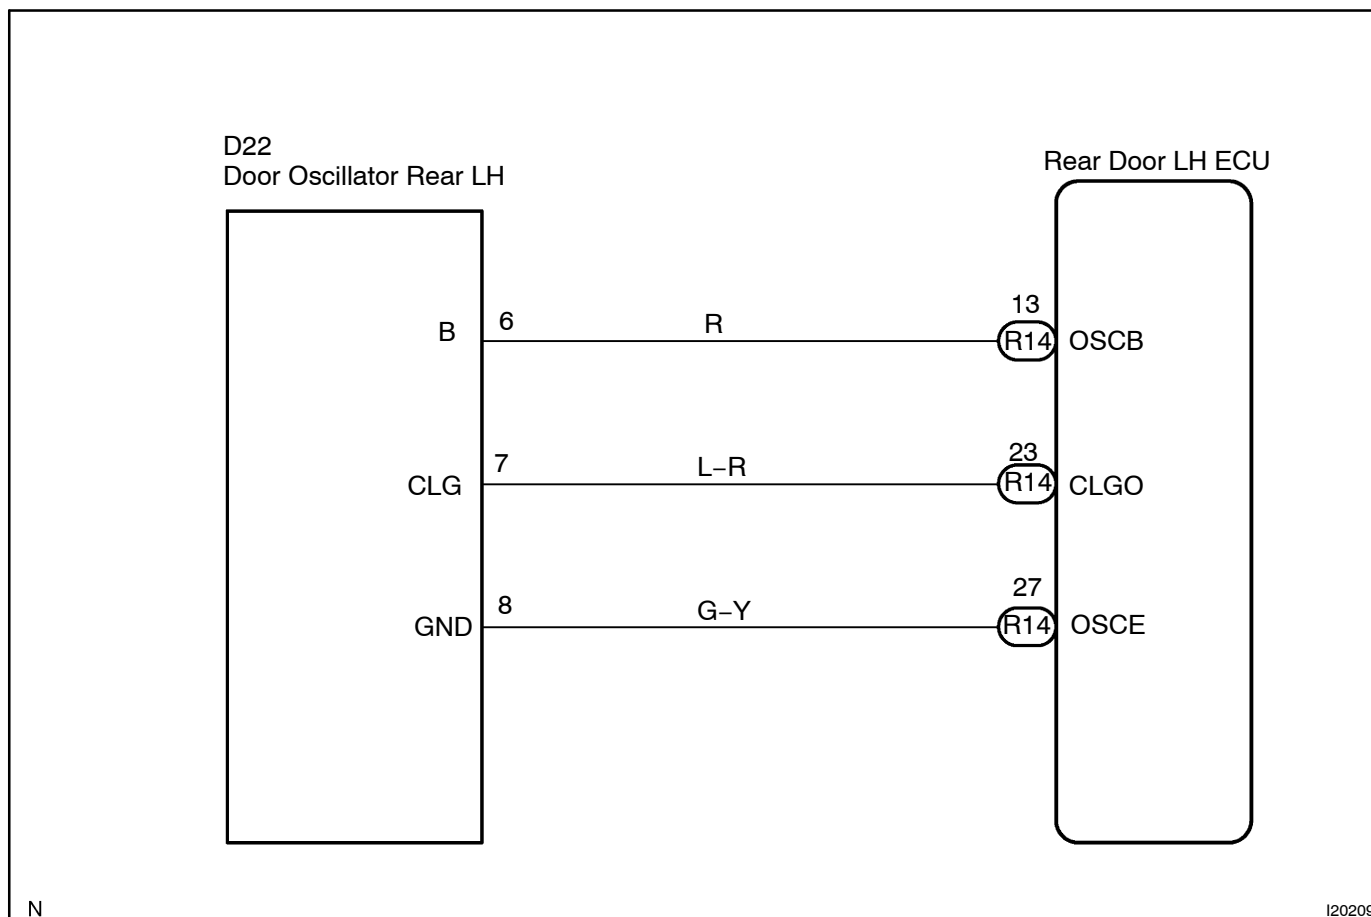 D22
Door Oscillator Rear LH
Rear Door LH ECU
B
6
R
13
R14
OSCB
CLG
7
L−R
23
R14
CLGO
GND
8
G−Y
27
R14
OSCE
N
I20209